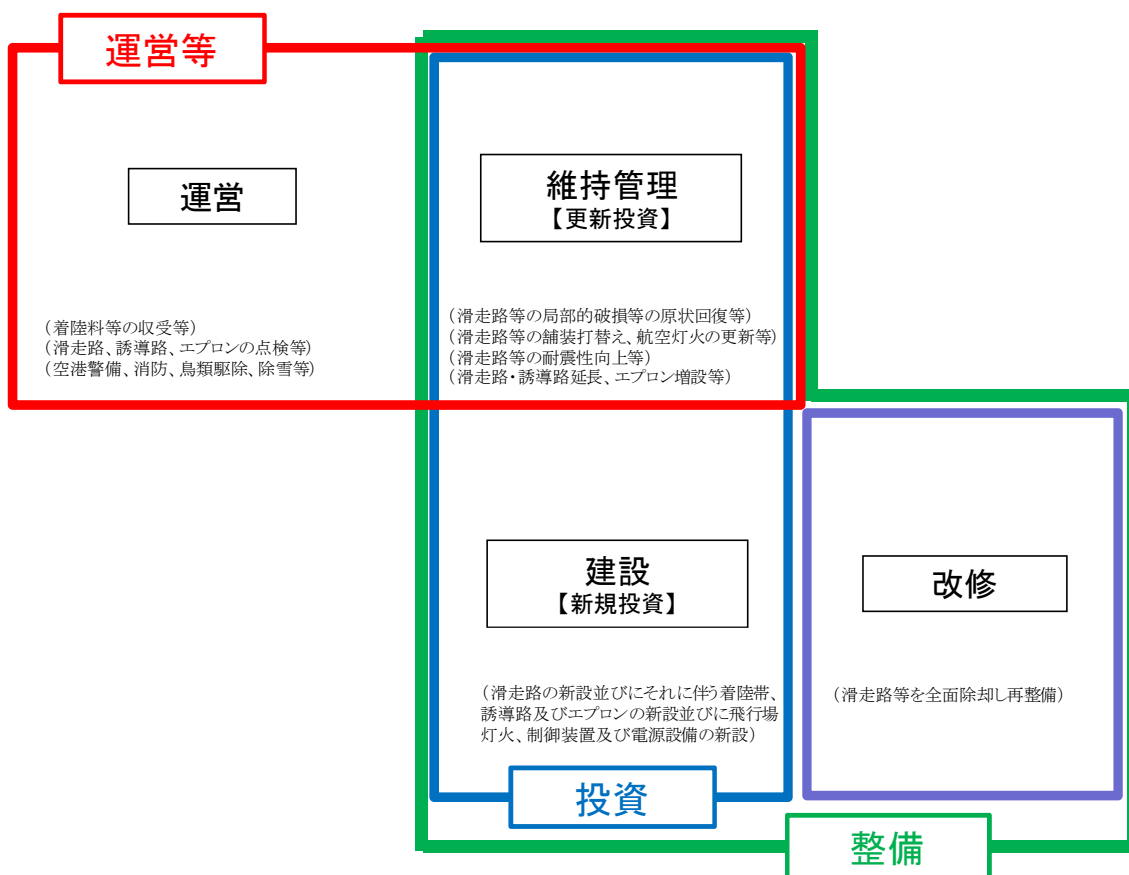 運営等
運営
（着陸料等の収受等）
（滑走路、誘導路、エプロンの点検等）
（空港警備、消防、鳥類駆除、除雪等）
維持管理
【更新投資】
（滑走路等の局部的破損等の原状回復等）
（滑走路等の舗装打替え、航空灯火の更新等）
（滑走路等の耐震性向上等）
（滑走路・誘導路延長、エプロン増設等）
建設
【新規投資】
（滑走路の新設並びにそれに伴う着陸帯、
誘導路及びエプロンの新設並びに飛行場
灯火、制御装置及び電源設備の新設）
改修
（滑走路等を全面除却し再整備）
投資
整備